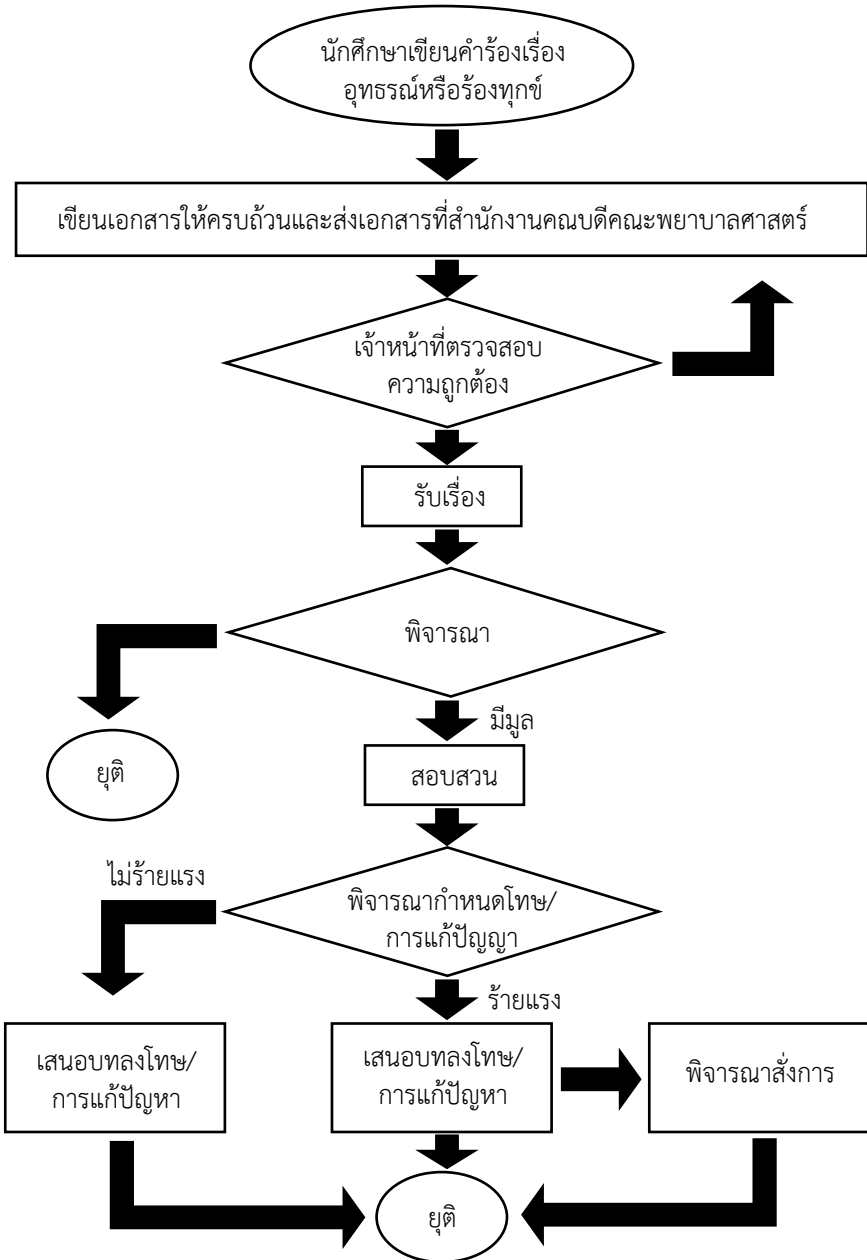 นักศึกษาเขียนคำร้องเรื่อง
อุทธรณ์หรือร้องทุกข์
เขียนเอกสารให้ครบถ้วนและส่งเอกสารที่สำนักงานคณบดีคณะพยาบาลศาสตร์
เจ้าหน้าที่ตรวจสอบ
ความถูกต้อง
รับเรื่อง
พิจารณา
มีมูล
ยุติ
สอบสวน
ไม่ร้ายแรง
พิจารณากำหนดโทษ/
การแก้ปัญญา
ร้ายแรง
เสนอบทลงโทษ/
การแก้ปัญหา
เสนอบทลงโทษ/
การแก้ปัญหา
พิจารณาสั่งการ
ยุติ